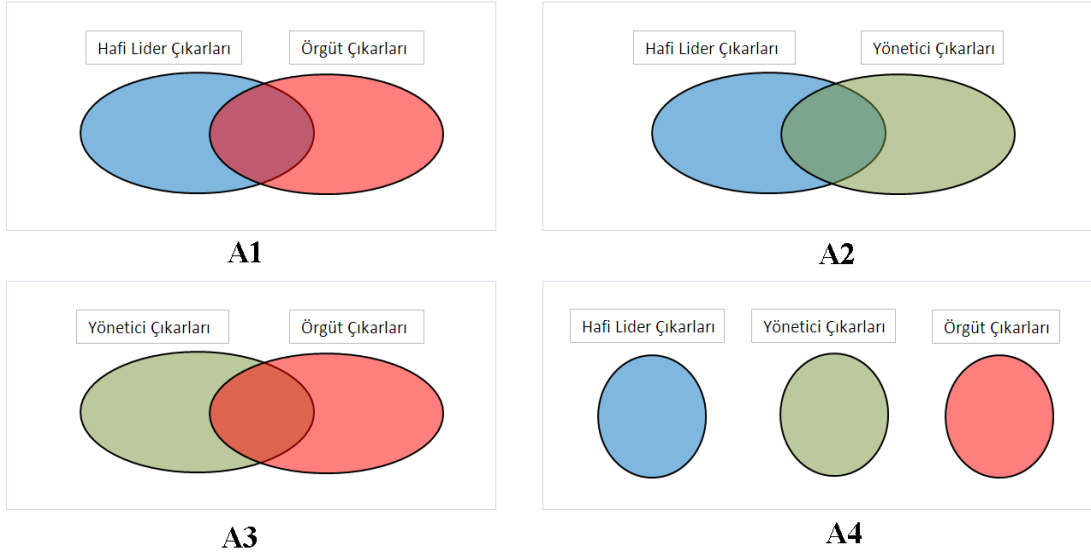 Hafi Lider Çıkarları
Örgüt Çıkarları
A1
Hafi Lider Çıkarları
Yönetici Çıkarları
A2
Yönetici Çıkarları
Örgüt Çıkarları
A3
Hafi Lider Çıkarları
Yönetici Çıkarları
Örgüt Çıkarları
A4